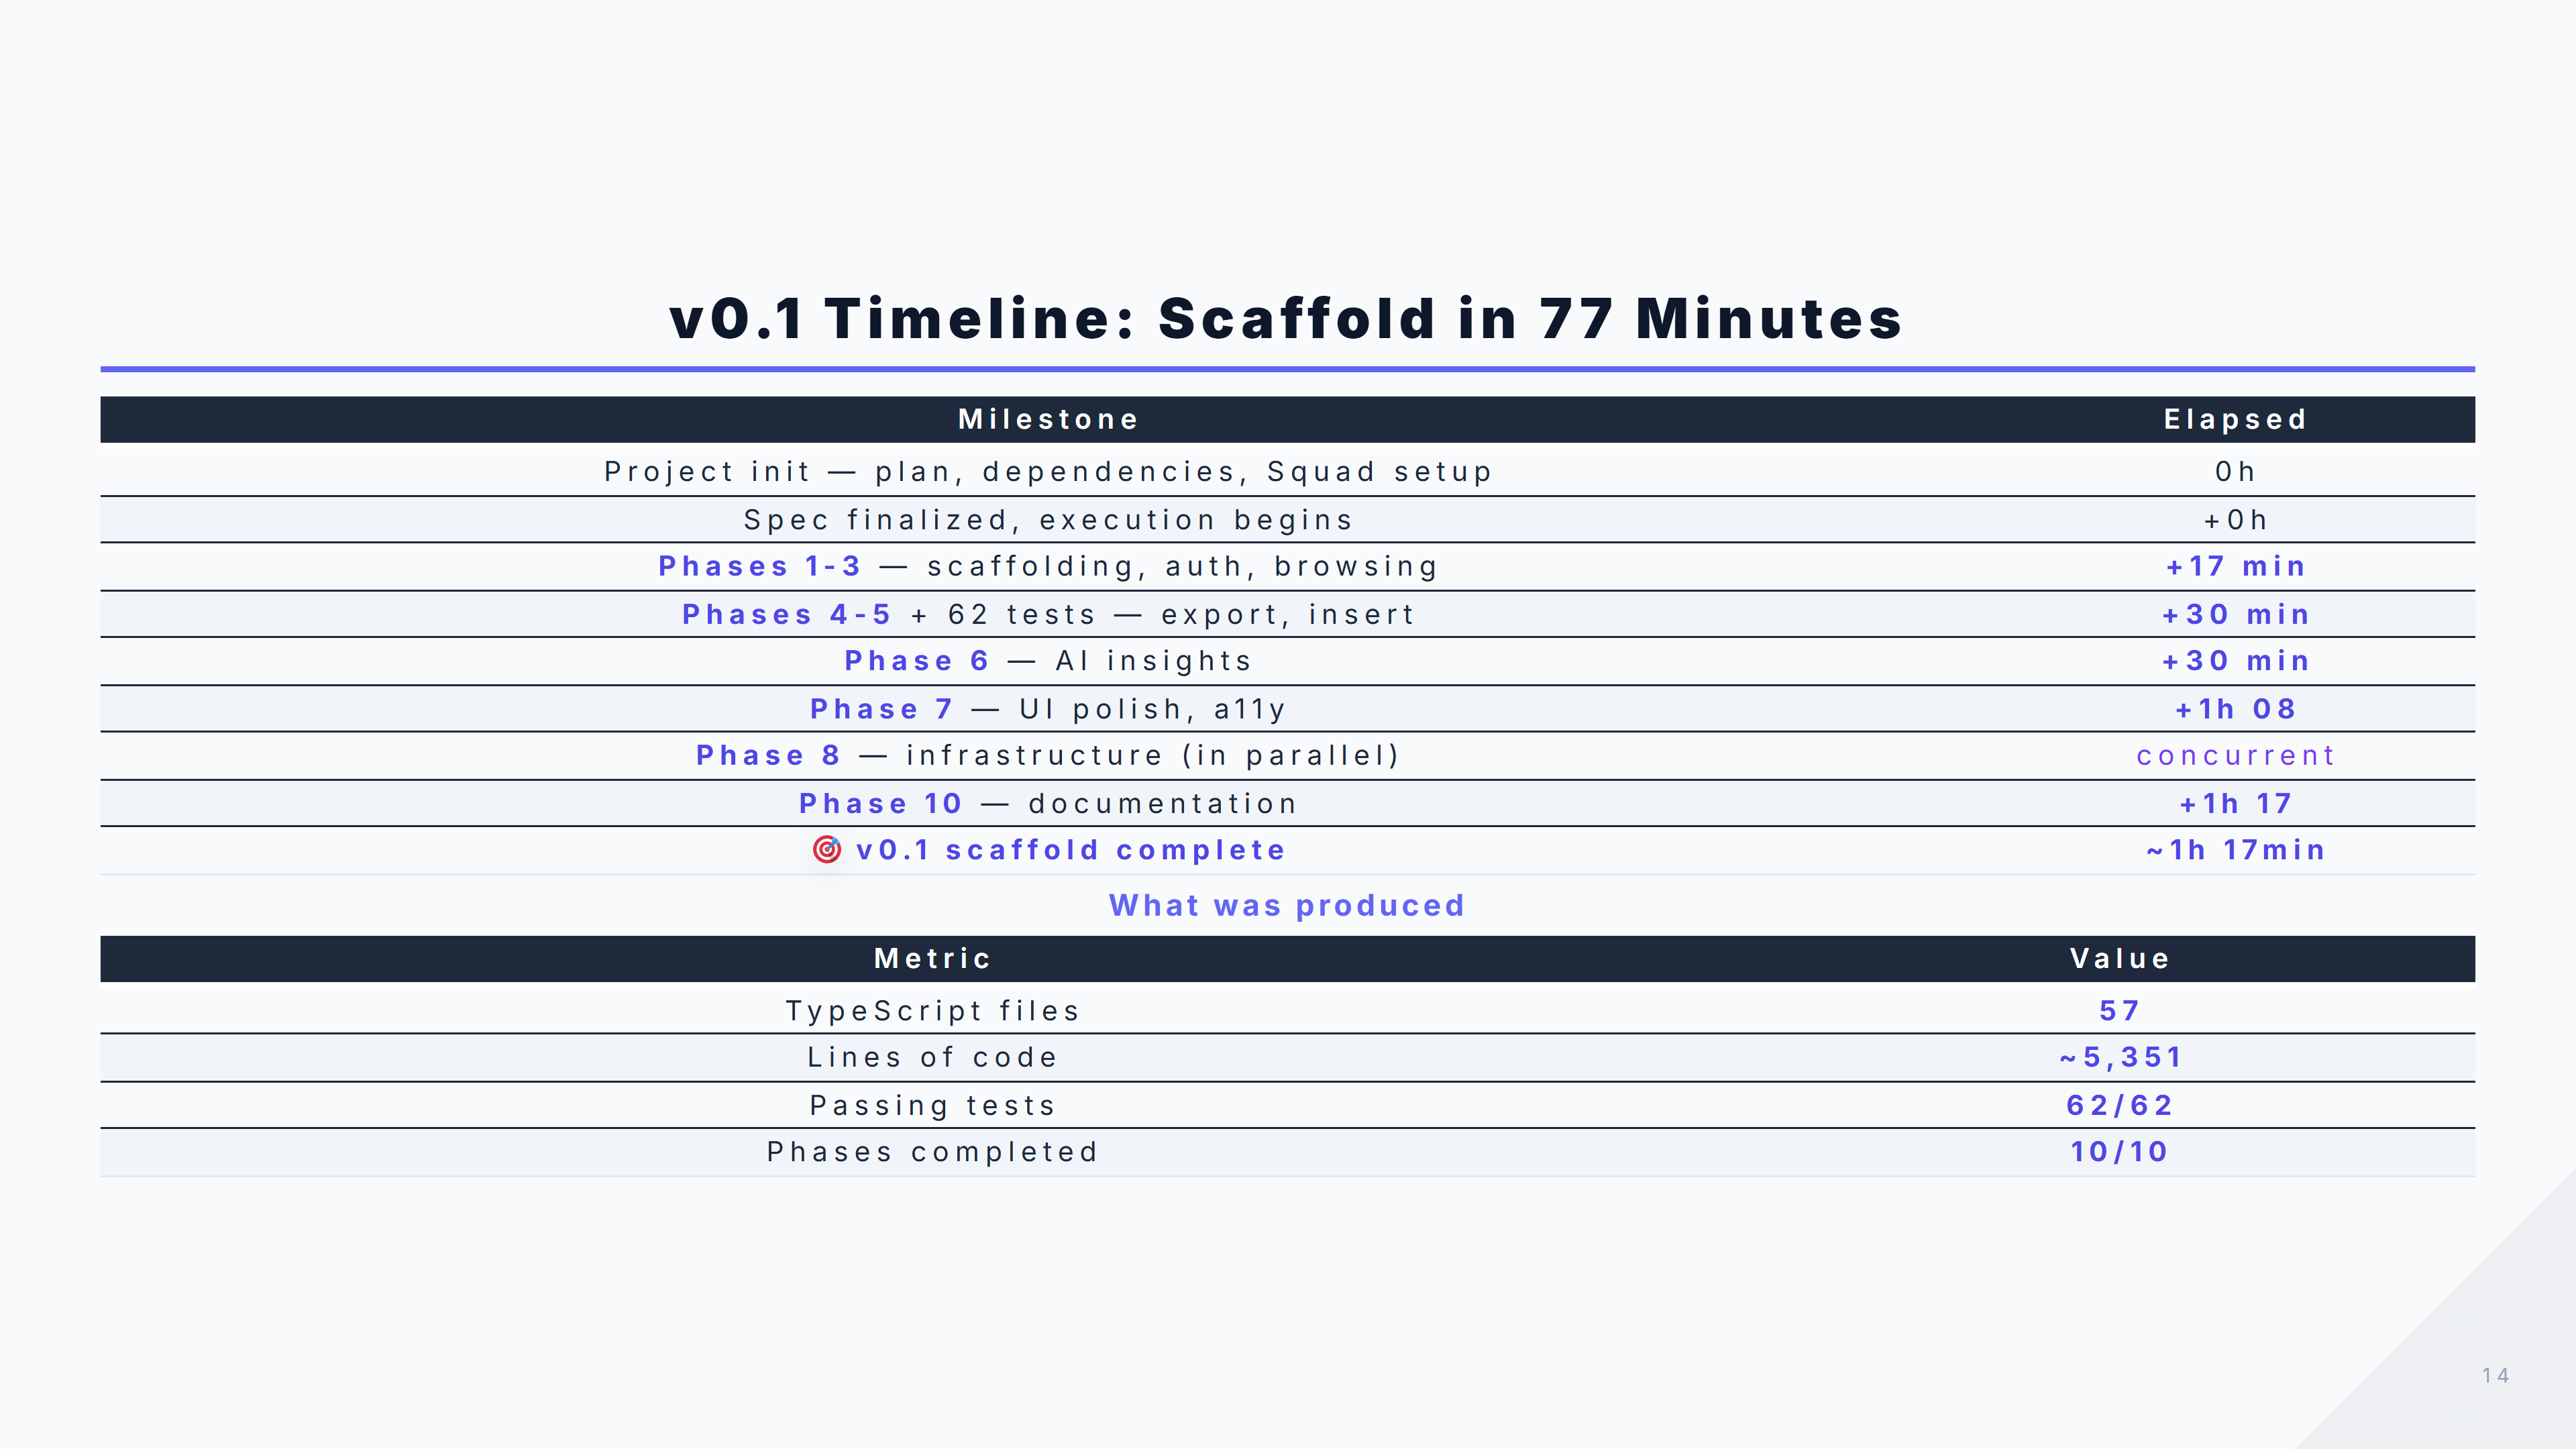 v0.1 Timeline: Scaffold in 77 Minutes
Milestone Elapsed
Project init — plan, dependencies, Squad setup 0h
Spec finalized, execution begins +0h
Phases 1-3 — scaffolding, auth, browsing +17 min
Phases 4-5 + 62 tests — export, insert +30 min
Phase 6 — AI insights +30 min
Phase 7 — UI polish, a11y +1h 08
Phase 8 — infrastructure (in parallel) concurrent
Phase 10 — documentation +1h 17
🎯 v0.1 scaffold complete ~1h 17min
What was produced
Metric Value
TypeScript files 57
Lines of code ~5,351
Passing tests 62/62
Phases completed 10/10
14